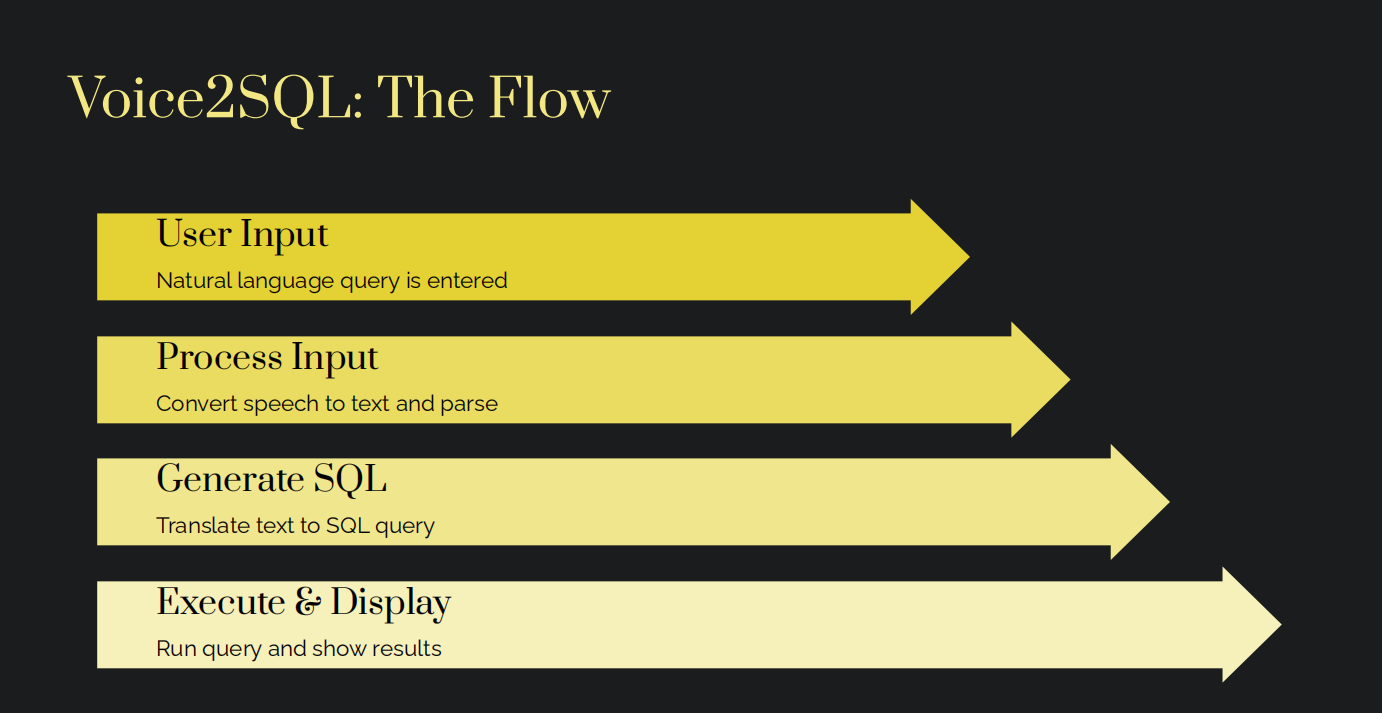 Voice2SQL: The Flow
User Input
Natural language query is entered
Process Input
Convert speech to text and parse
Generate SQL
Translate text to SQL query
Execute & Display
Run query and show results